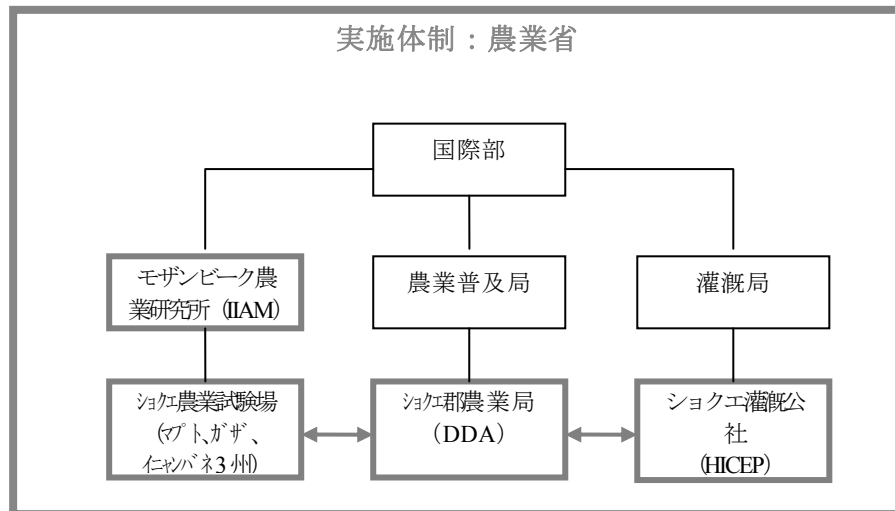 実施体制：農業省
国際部
モザンビーク農
業研究所 (IIAM)
農業普及局
灌漑局
ｼｮｸｴ農業試験場
(ﾏﾌﾟﾄ､ｶﾞｻﾞ､
ｲﾆｬﾝﾊﾞﾈ3州)
ｼｮｸｴ郡農業局
(DDA)
ショクエ灌漑公
社
(HICEP)